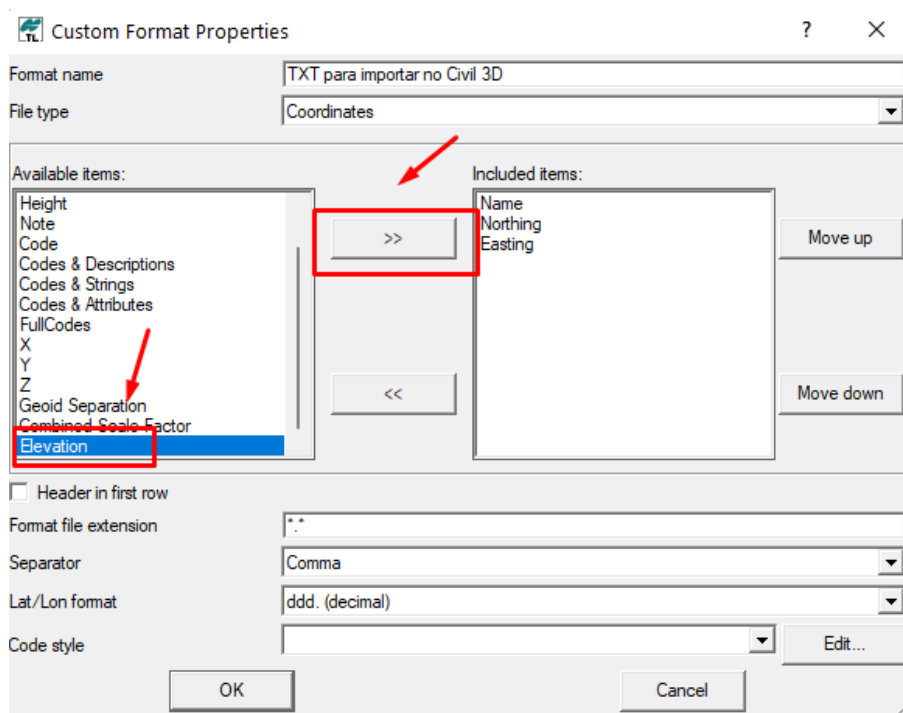 TL Custom Format Properties ? ×
Format name TXT para importar no Civil 3D
File type Coordinates
Available items: Included items:
Height
Note
Code
Codes & Descriptions
Codes & Strings
Codes & Attributes
FullCodes
X
Y
Z
Geoid Separation
Combined Scale Factor
Elevation
>>
<<
Name
Northing
Easting
Move up
Move down
Header in first row
Format file extension *.*
Separator Comma
Lat/Lon format ddd. (decimal)
Code style Edit...
OK Cancel